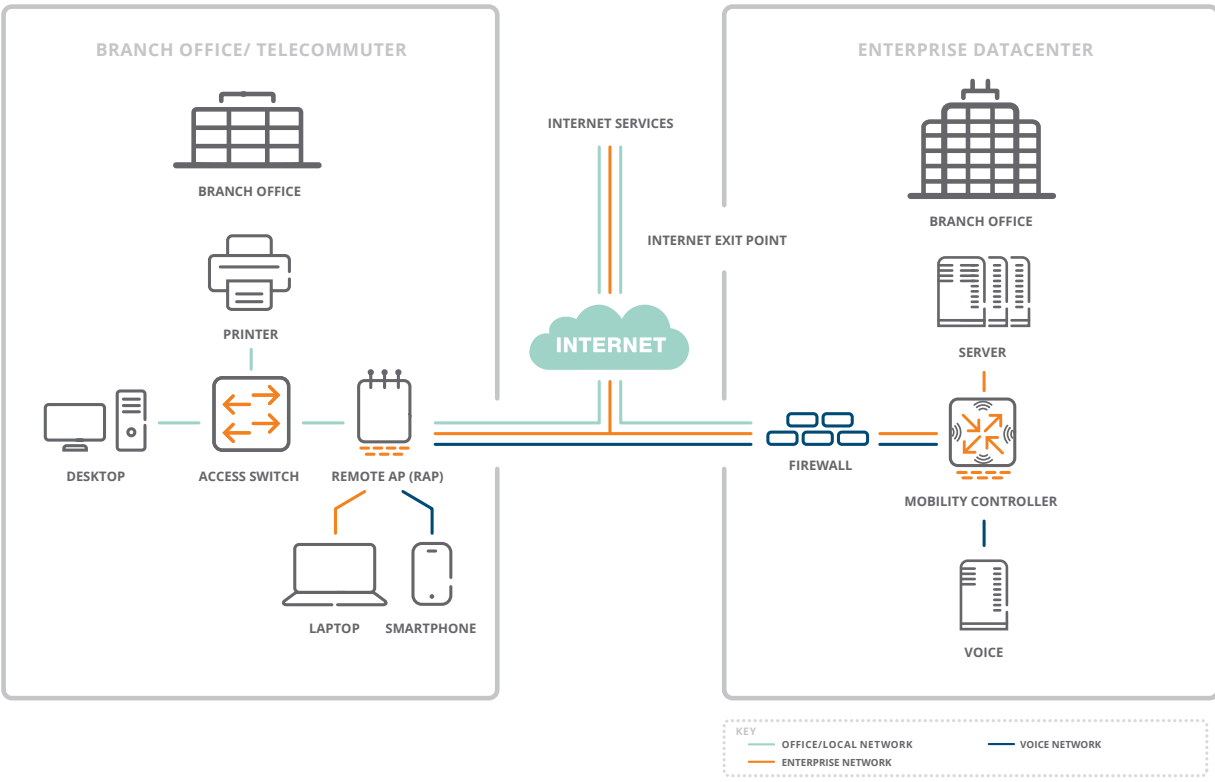 BRANCH OFFICE/ TELECOMMUTER
BRANCH OFFICE
PRINTER
DESKTOP
ACCESS SWITCH
REMOTE AP (RAP)
LAPTOP
SMARTPHONE
INTERNET SERVICES
INTERNET EXIT POINT
INTERNET
ENTERPRISE DATACENTER
BRANCH OFFICE
SERVER
FIREWALL
MOBILITY CONTROLLER
VOICE
KEY
OFFICE/LOCAL NETWORK
VOICE NETWORK
ENTERPRISE NETWORK